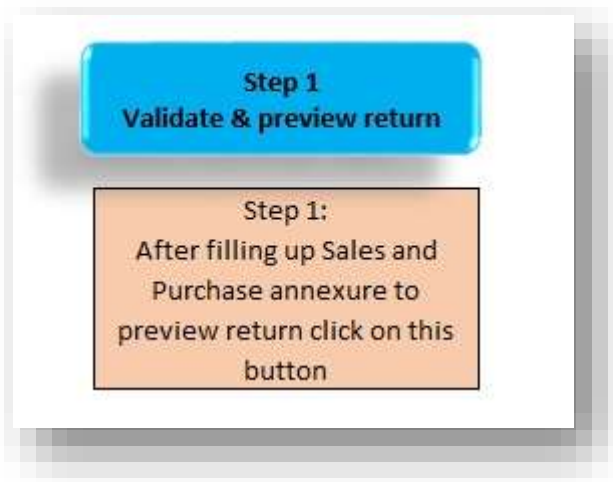 Step 1
Validate & preview return
Step 1:
After filling up Sales and
Purchase annexure to
preview return click on this
button